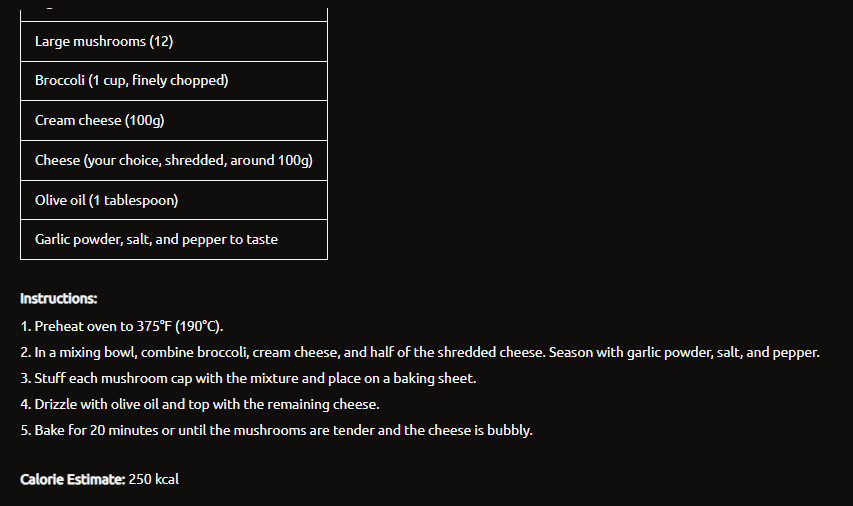 Large mushrooms (12)
Broccoli (1 cup, finely chopped)
Cream cheese (100g)
Cheese (your choice, shredded, around 100g)
Olive oil (1 tablespoon)
Garlic powder, salt, and pepper to taste
Instructions:
1. Preheat oven to 375°F (190°C).
2. In a mixing bowl, combine broccoli, cream cheese, and half of the shredded cheese. Season with garlic powder, salt, and pepper.
3. Stuff each mushroom cap with the mixture and place on a baking sheet.
4. Drizzle with olive oil and top with the remaining cheese.
5. Bake for 20 minutes or until the mushrooms are tender and the cheese is bubbly.
Calorie Estimate: 250 kcal